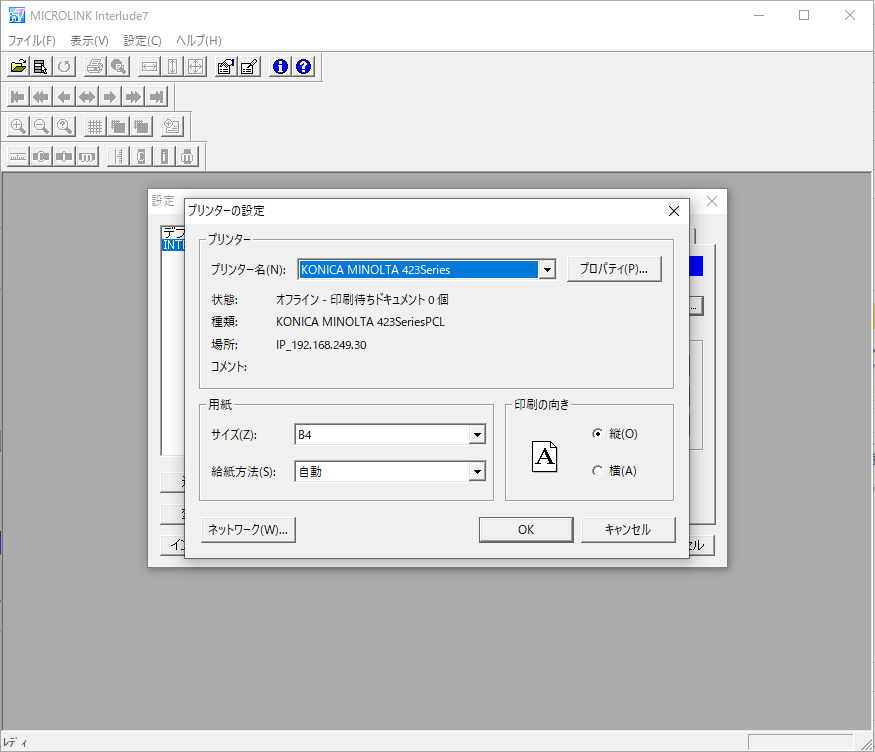 MICROLINK Interlude7
ファイル(F) 表示(V) 設定(C) ヘルプ(H)
設定
プリンターの設定
デフ
INTE
プリンター
プリンター名(N): KONICA MINOLTA 423Series プロパティ(P)...
状態: オフライン - 印刷待ちドキュメント 0 個
種類: KONICA MINOLTA 423SeriesPCL
場所: IP_192.168.249.30
コメント:
...
用紙
サイズ(Z): B4
給紙方法(S): 自動
印刷の向き
A
縦(O)
横(A)
ネットワーク(W)... OK キャンセル
イン
セル
レディ